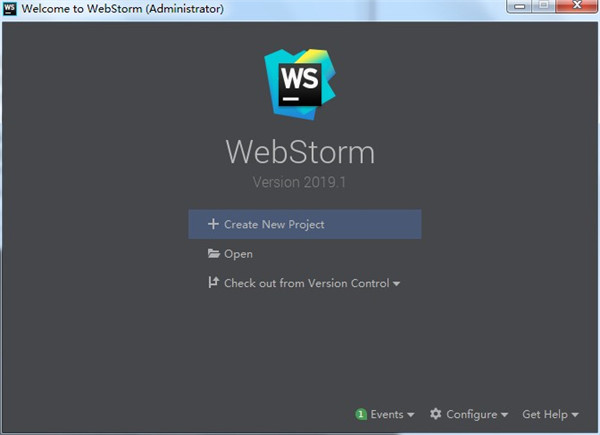 Welcome to WebStorm (Administrator)
WS
WebStorm
Version 2019.1
Create New Project
Open
Check out from Version Control
1 Events Configure Get Help